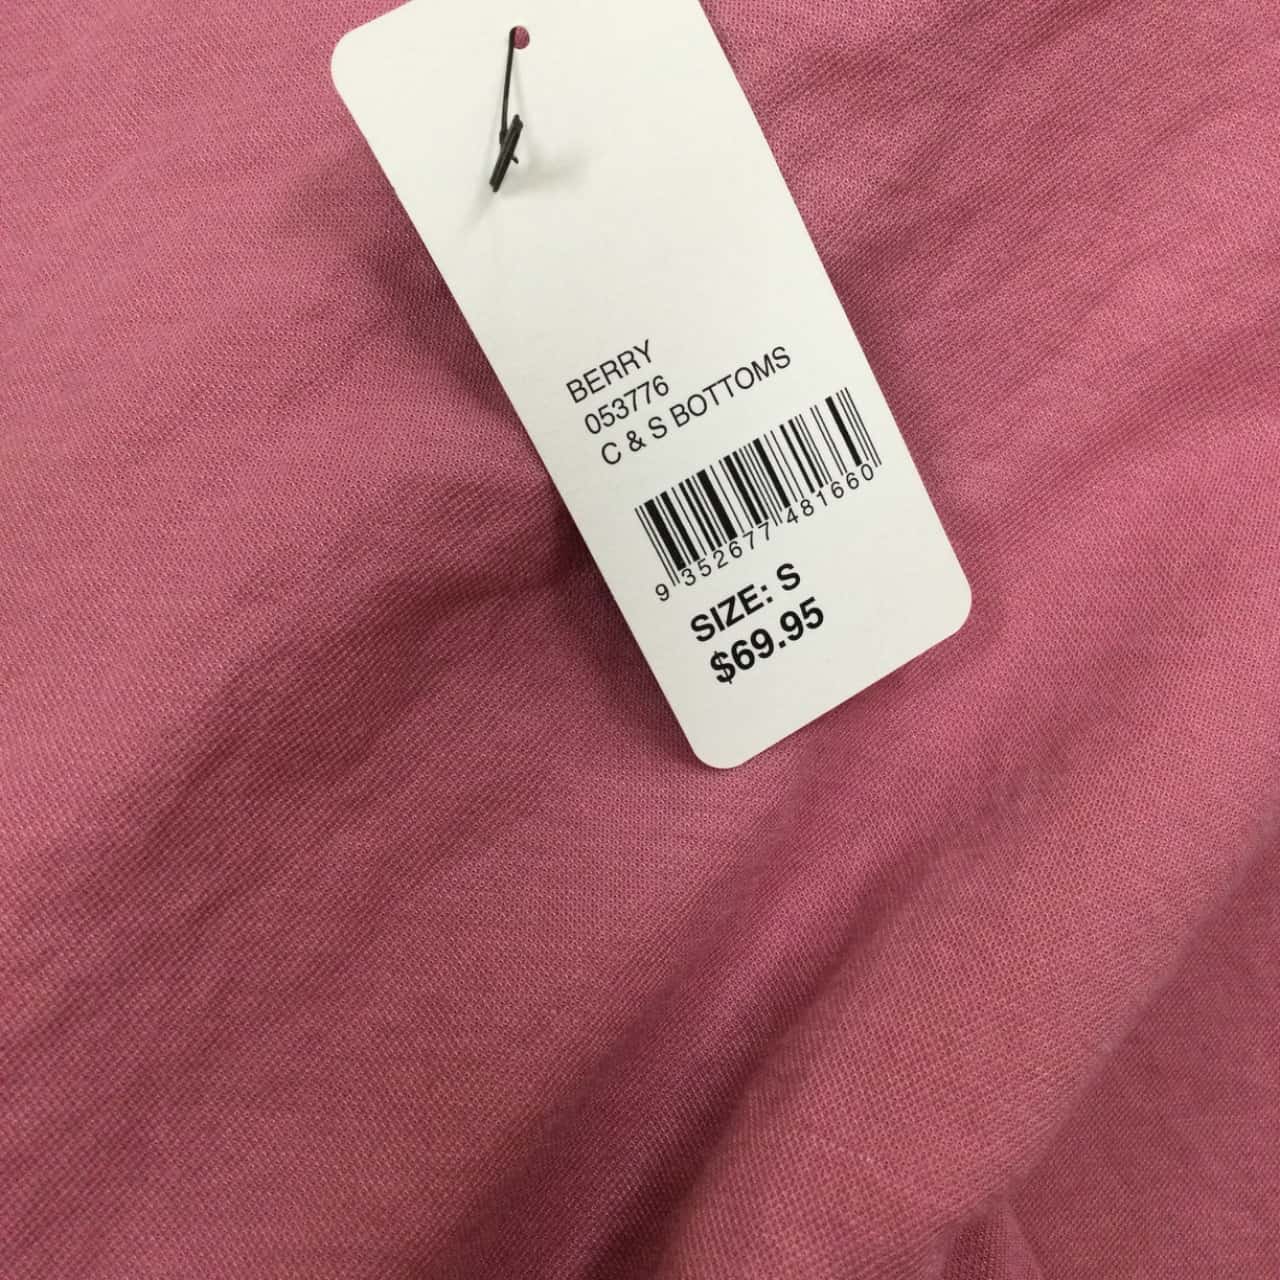 BERRY
053776
C & S BOTTOMS
9 352677 481660
SIZE: S
$69.95